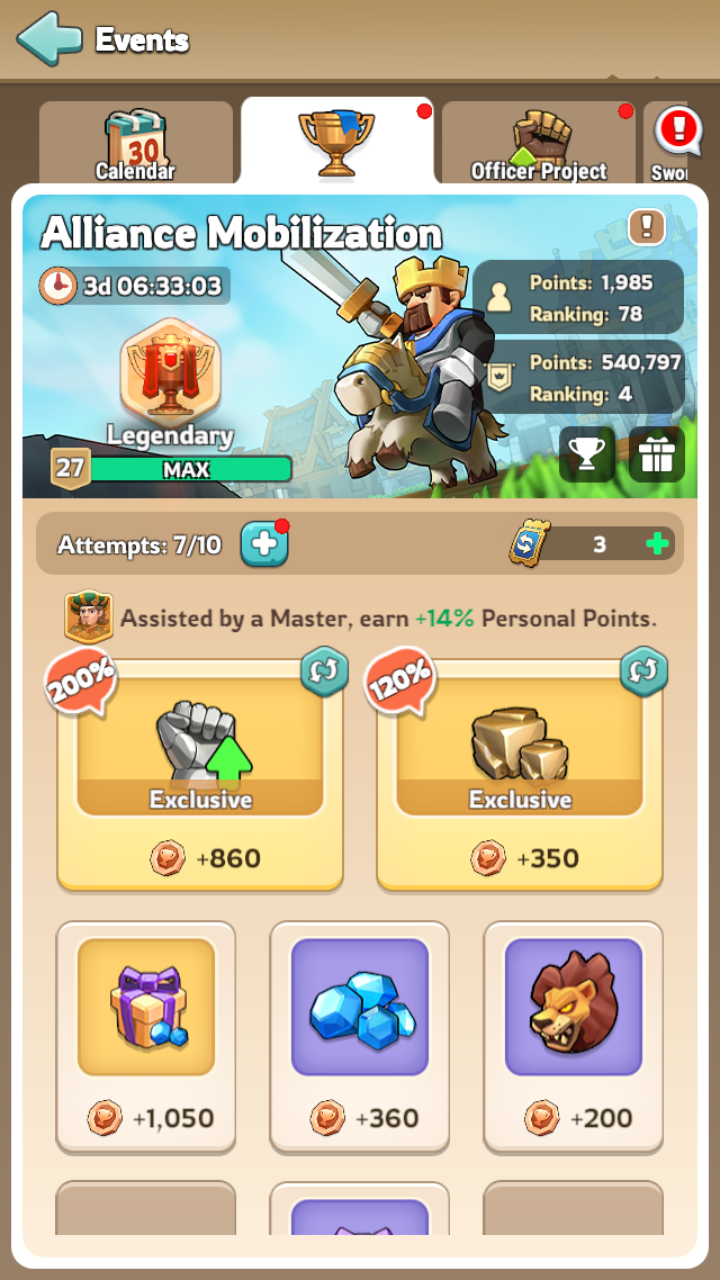 Events
30
Calendar
Officer Project
Swo
Alliance Mobilization
3d 06:33:03
Points: 1,985
Ranking: 78
Points: 540,797
Ranking: 4
Legendary
27
MAX
Attempts: 7/10
3
Assisted by a Master, earn +14% Personal Points.
200%
120%
Exclusive
Exclusive
+860
+350
+1,050
+360
+200